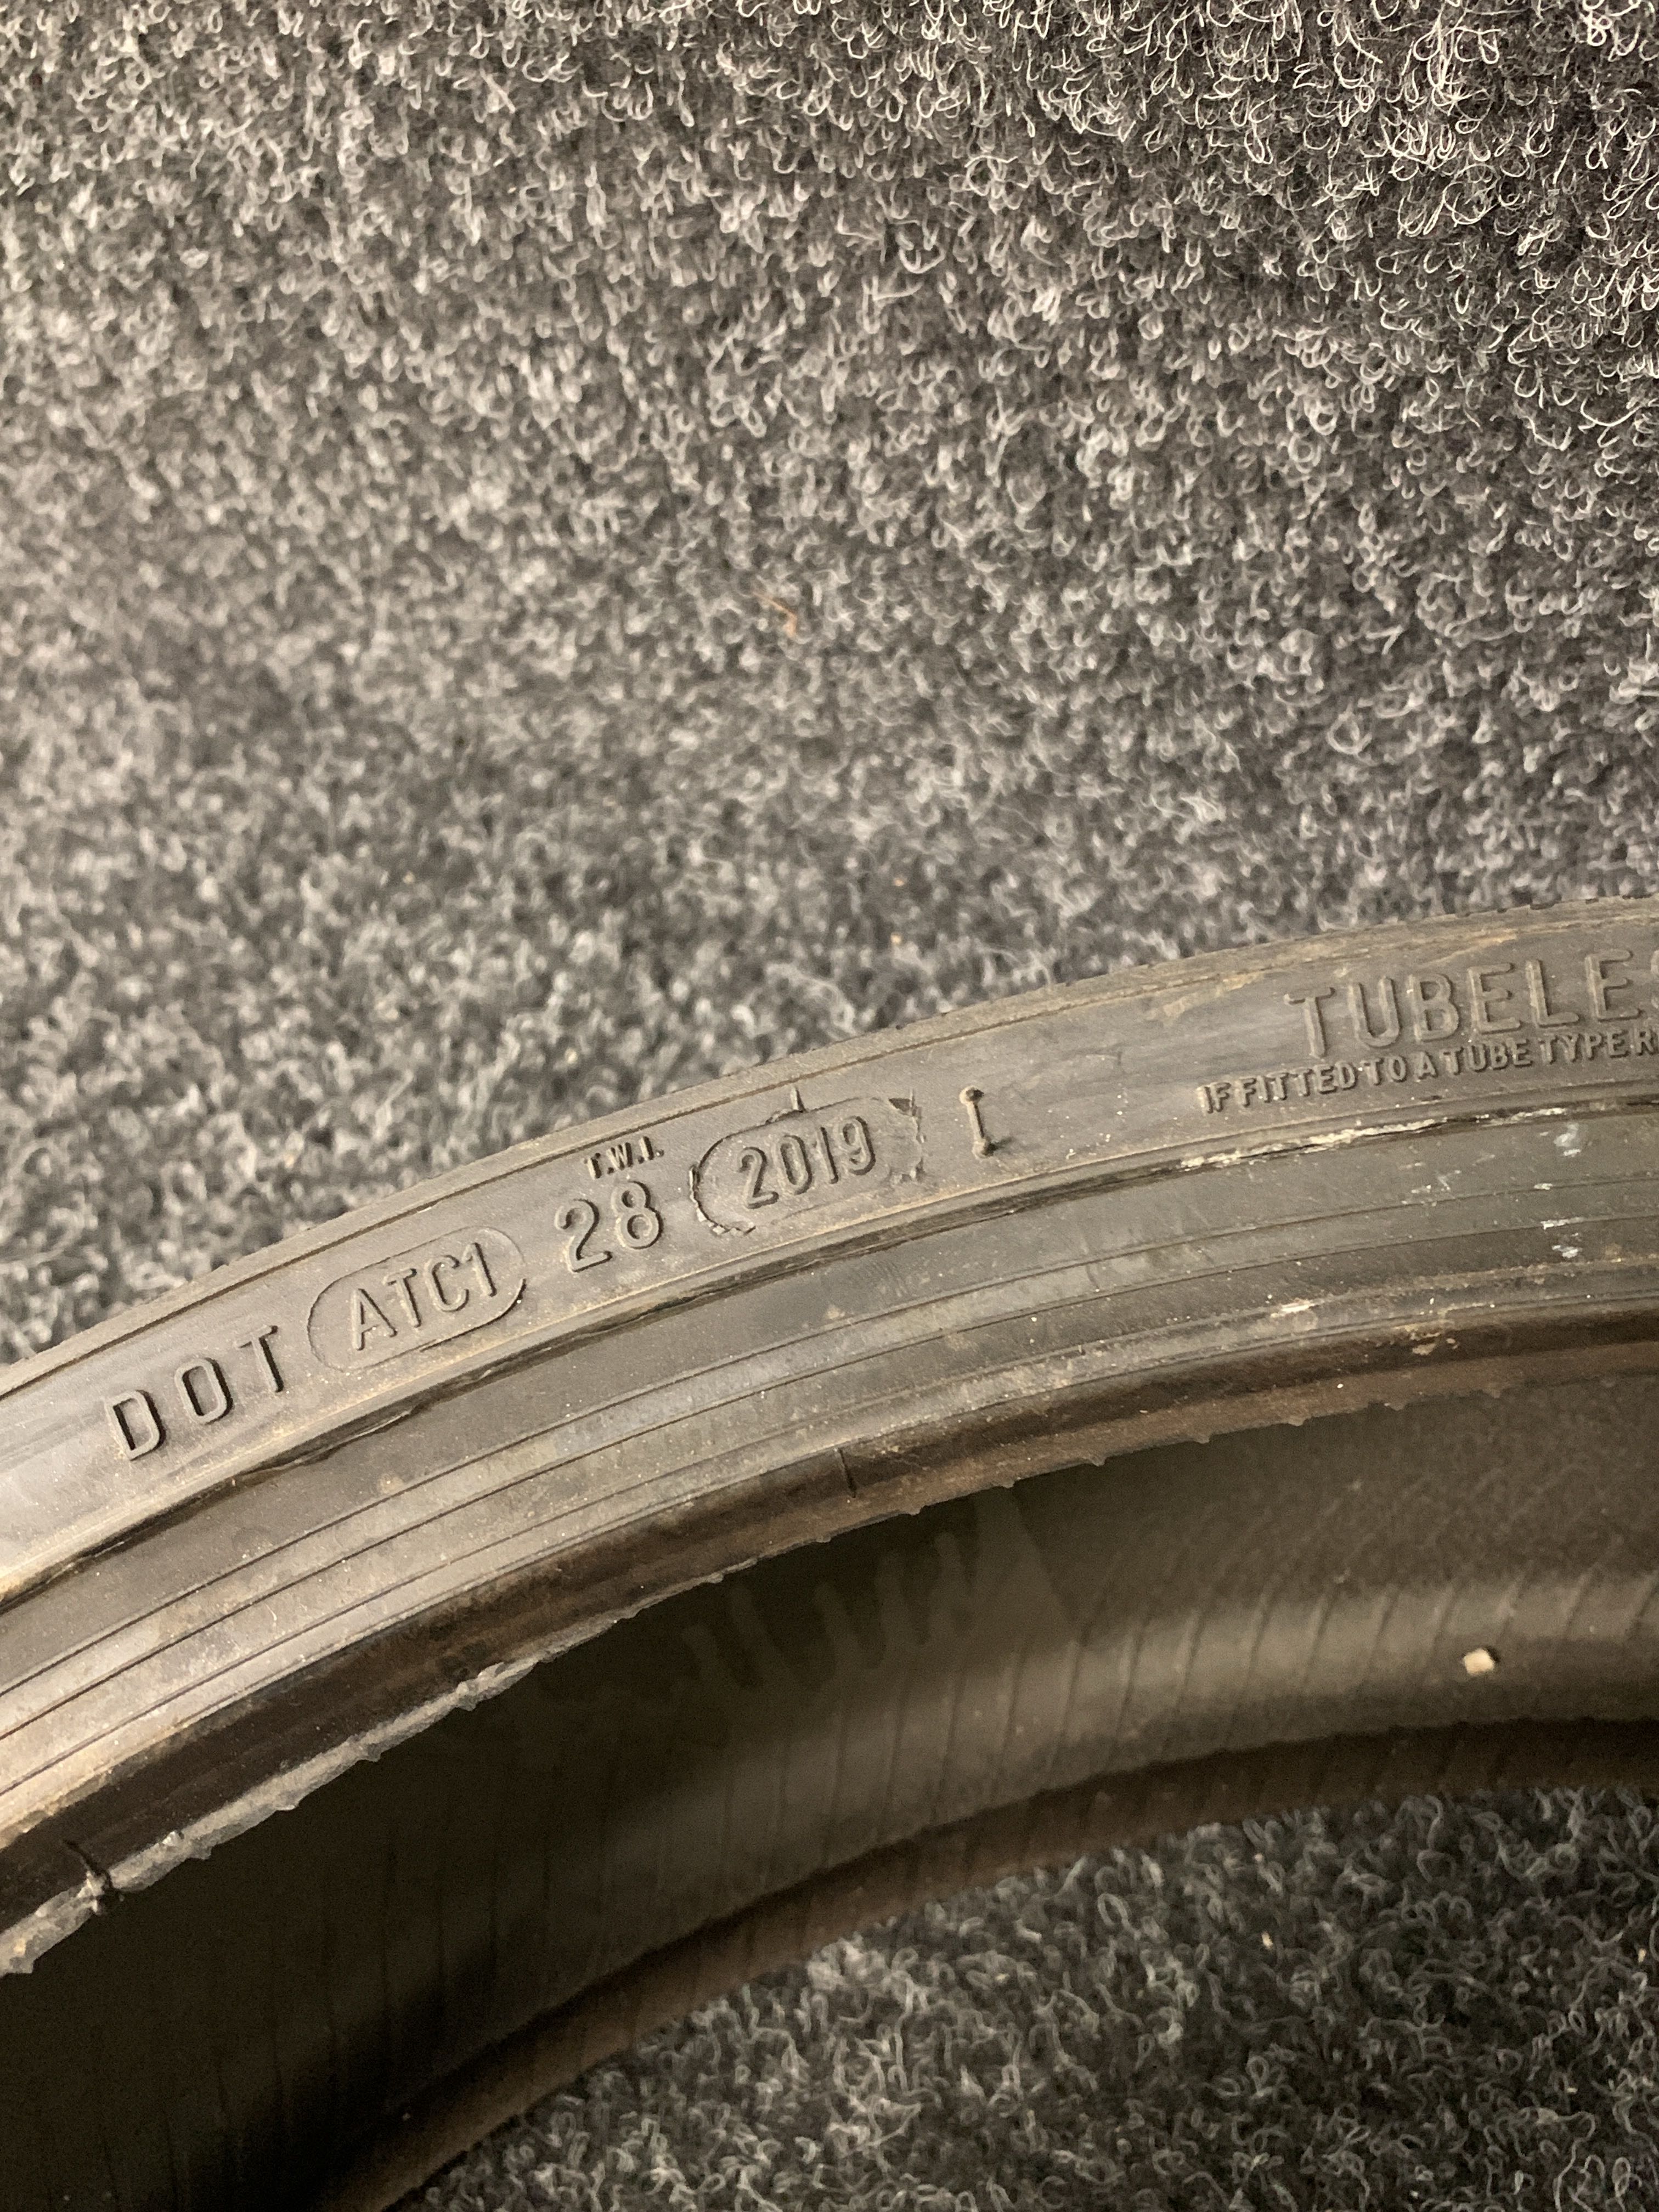 TUBELES
IF FITTED TO A TUBE TYPE R
T.W.I.
DOT ATC1 28 2019 I